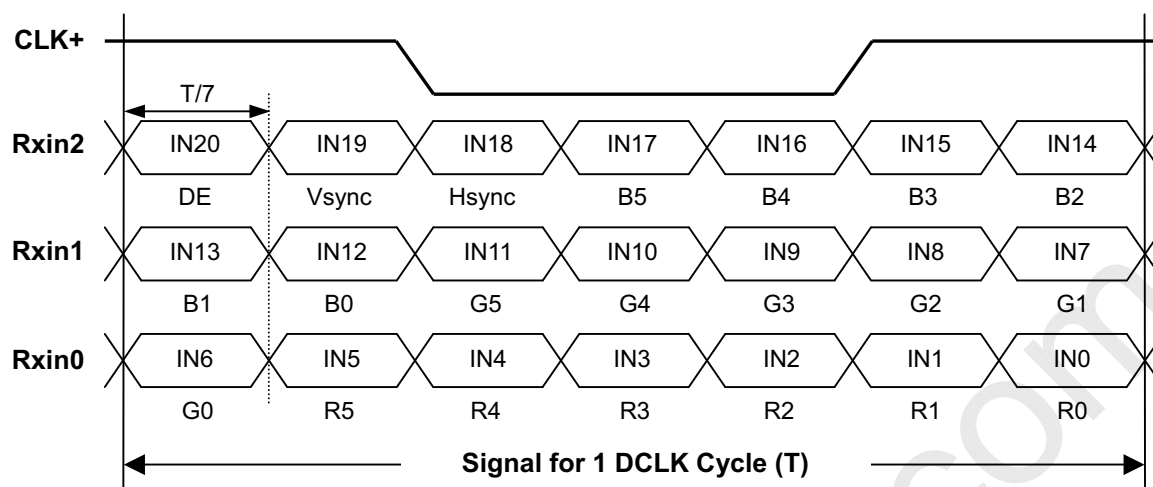 CLK+
T/7
Rxin2 IN20 IN19 IN18 IN17 IN16 IN15 IN14
DE Vsync Hsync B5 B4 B3 B2
Rxin1 IN13 IN12 IN11 IN10 IN9 IN8 IN7
B1 B0 G5 G4 G3 G2 G1
Rxin0 IN6 IN5 IN4 IN3 IN2 IN1 IN0
G0 R5 R4 R3 R2 R1 R0
Signal for 1 DCLK Cycle (T)
com